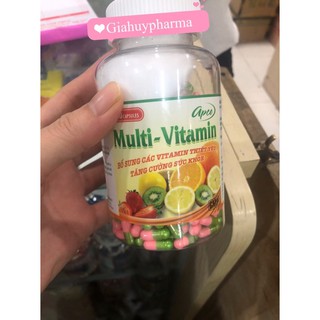 ❤Giahuypharma❤
apco
Multi-Vitamin
BỔ SUNG CÁC VITAMIN THIẾT YẾU
TĂNG CƯỜNG SỨC KHỎE